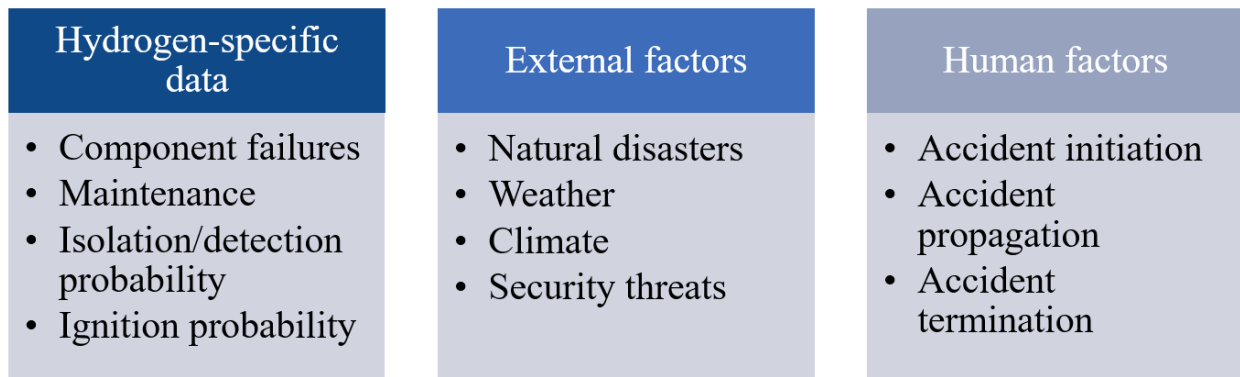 Hydrogen-specific
data
• Component failures
• Maintenance
• Isolation/detection
probability
• Ignition probability
External factors
• Natural disasters
• Weather
• Climate
• Security threats
Human factors
• Accident initiation
• Accident
propagation
• Accident
termination